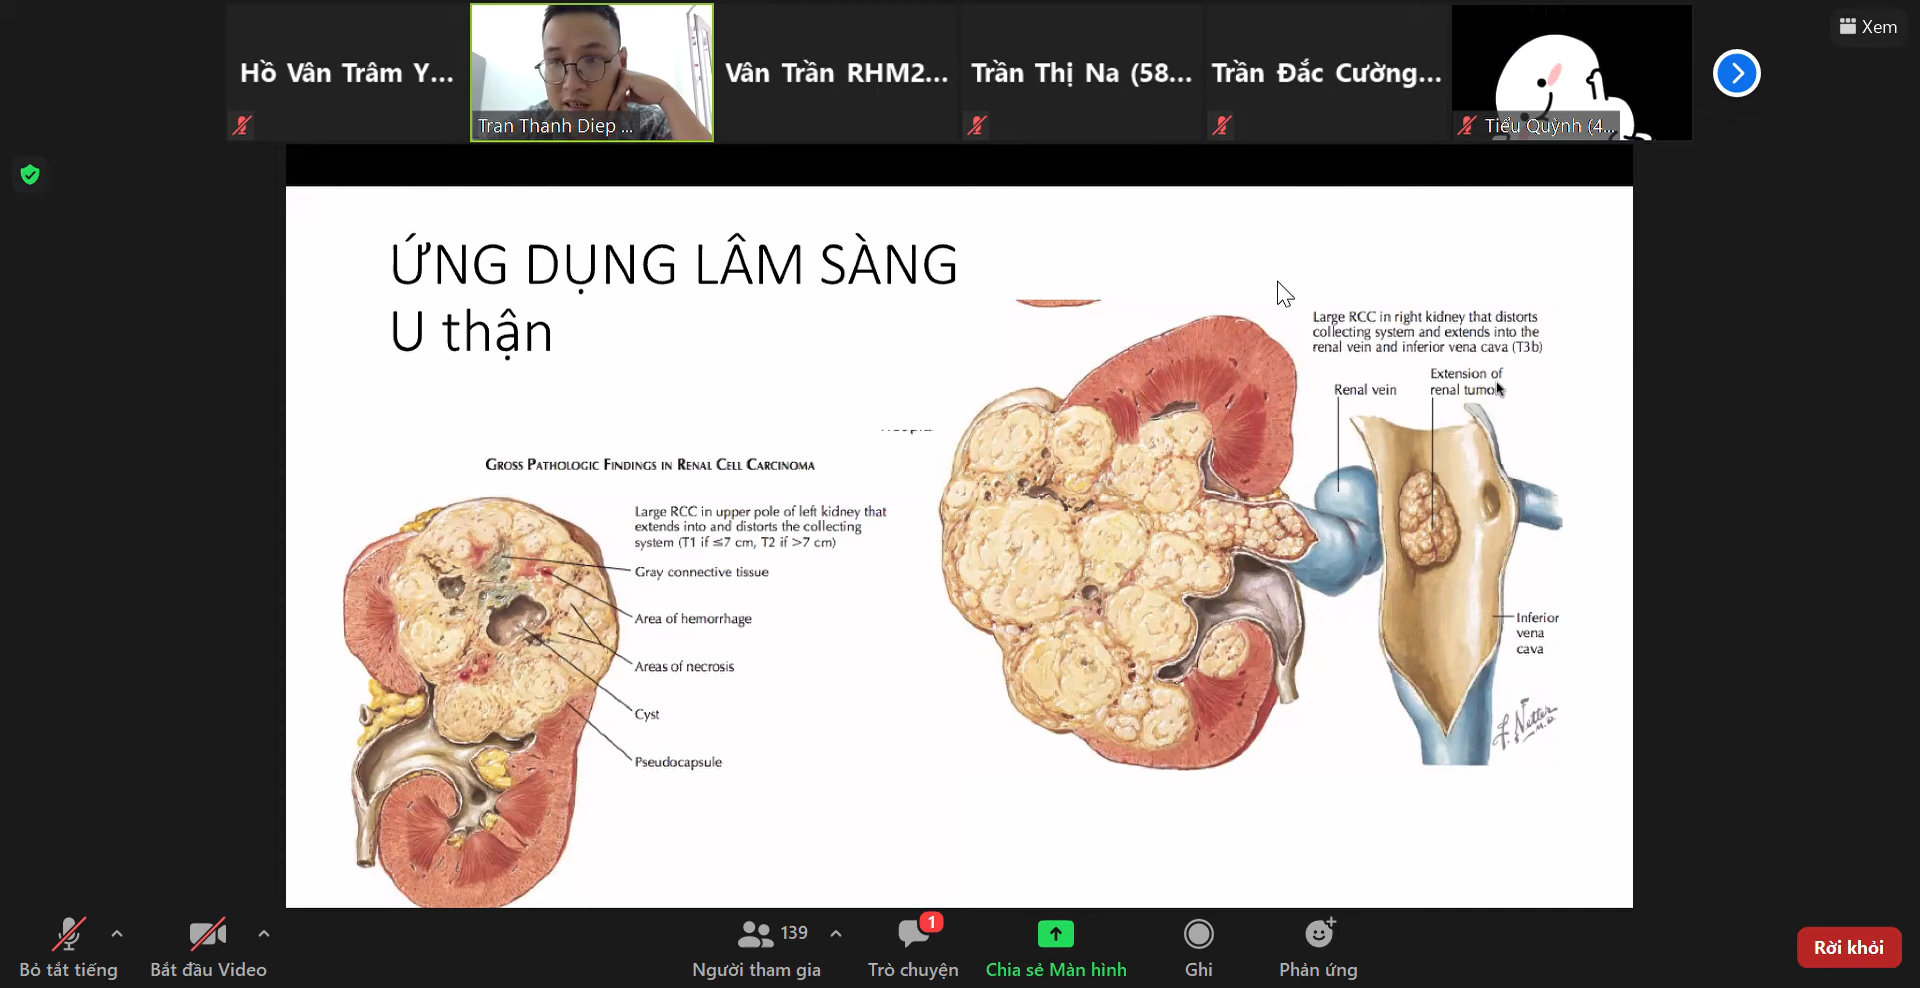 Hồ Vân Trâm Y...
Tran Thanh Diep ...
Vân Trần RHM2...
Trần Thị Na (58...
Trần Đắc Cường...
Tiểu Quỳnh (4...
Xem
ỨNG DỤNG LÂM SÀNG
U thận
GROSS PATHOLOGIC FINDINGS IN RENAL CELL CARCINOMA
Large RCC in upper pole of left kidney that
extends into and distorts the collecting
system (T1 if ≤7 cm, T2 if >7 cm)
Gray connective tissue
Area of hemorrhage
Areas of necrosis
Cyst
Pseudocapsule
Large RCC in right kidney that distorts
collecting system and extends into the
renal vein and inferior vena cava (T3b)
Renal vein
Extension of
renal tumor
Inferior
vena
cava
F. Netter
M.D.
Bỏ tắt tiếng
Bắt đầu Video
139
Người tham gia
1
Trò chuyện
Chia sẻ Màn hình
Ghi
Phản ứng
Rời khỏi